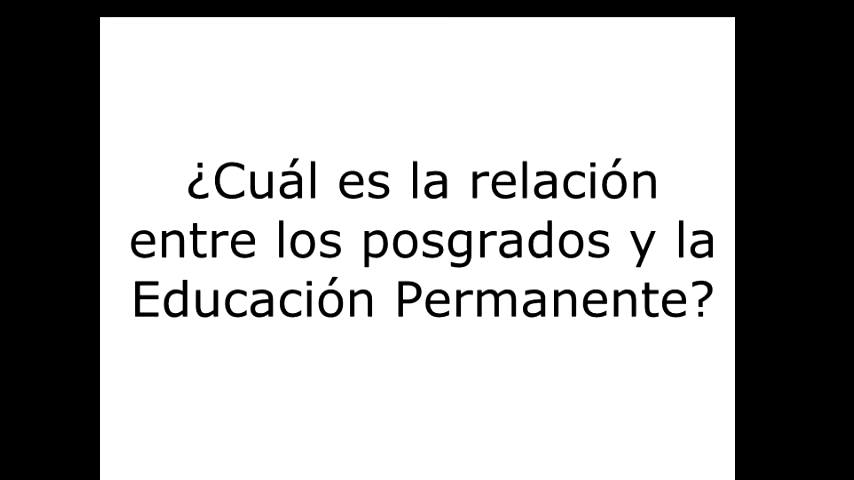 ¿Cuál es la relación
entre los posgrados y la
Educación Permanente?